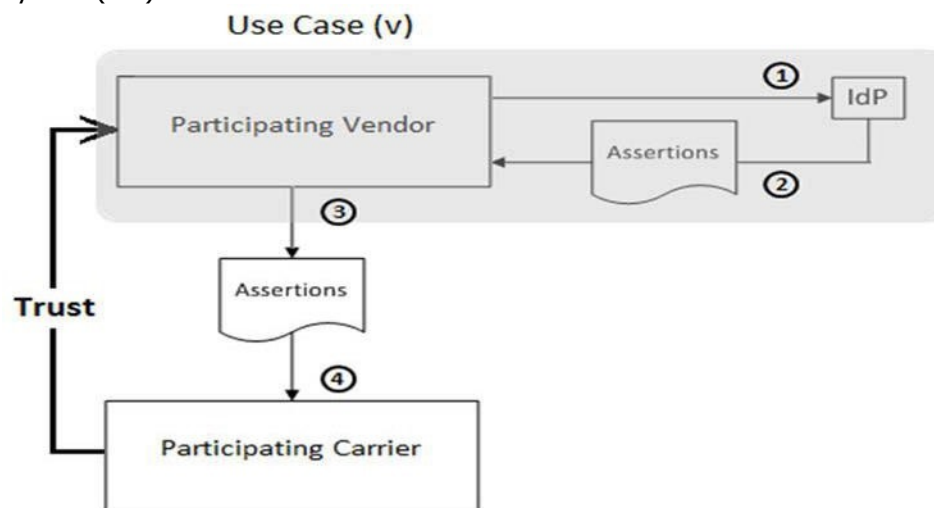 Use Case (v)
①
IdP
Participating Vendor
Assertions
②
③
Assertions
Trust
④
Participating Carrier